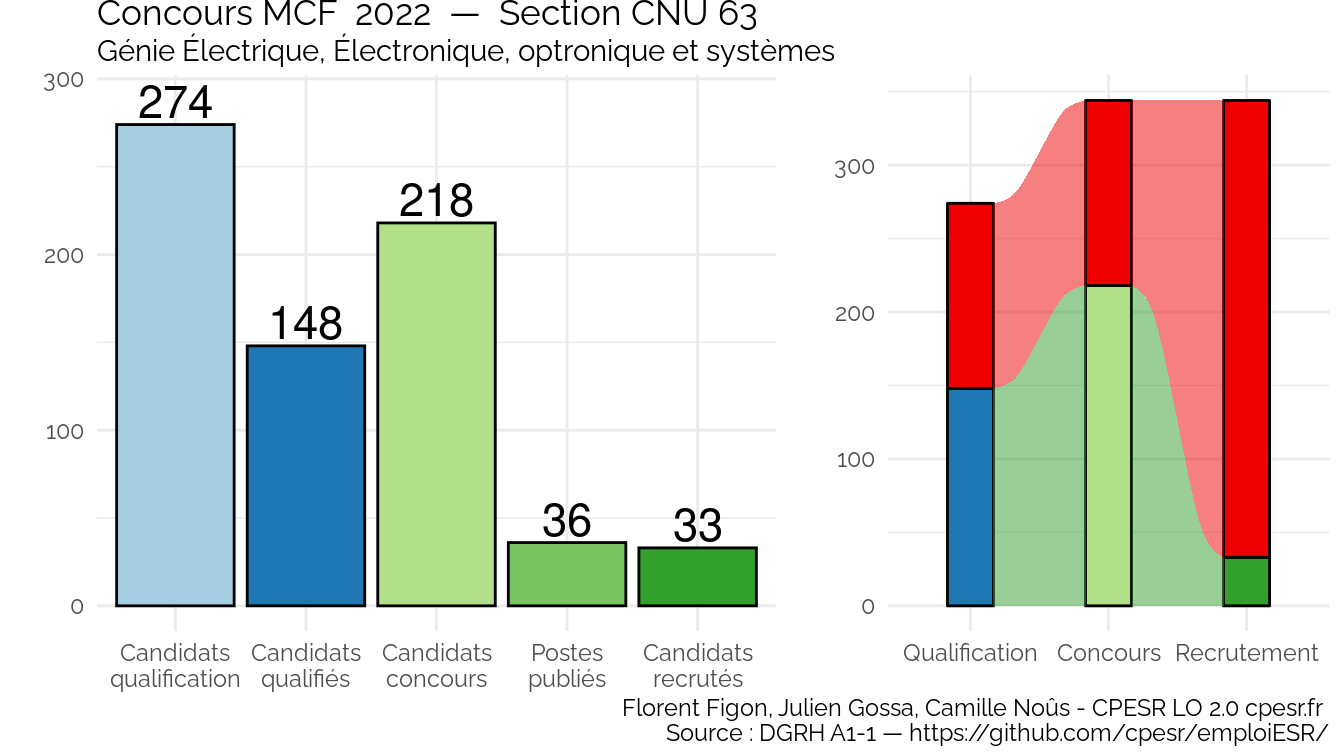 Concours MCF 2022 — Section CNU 63
Génie Électrique, Électronique, optronique et systèmes
300
200
100
0
274
148
218
36
33
Candidats qualification
Candidats qualifiés
Candidats concours
Postes publiés
Candidats recrutés
300
200
100
0
Qualification Concours Recrutement
Florent Figon, Julien Gossa, Camille Noûs - CPESR LO 2.0 cpesr.fr
Source : DGRH A1-1 — https://github.com/cpesr/emploiESR/